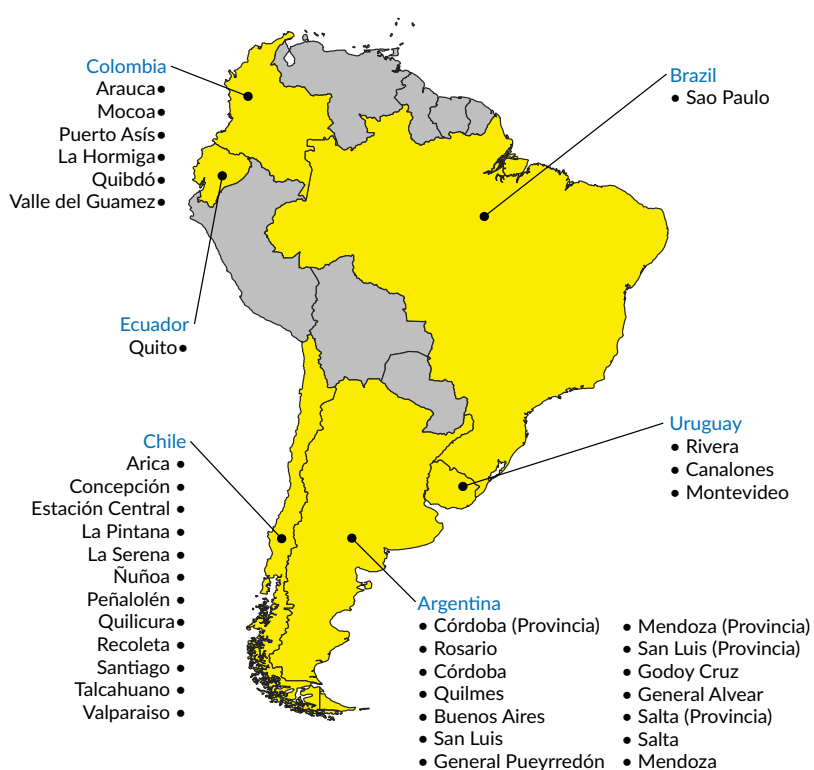 Colombia
Arauca•
Mocoa•
Puerto Asís•
La Hormiga•
Quibdó•
Valle del Guamez•
Brazil
• Sao Paulo
Ecuador
Quito•
Chile
Arica •
Concepción •
Estación Central •
La Pintana •
La Serena •
Ñuñoa •
Peñalolén •
Quilicura•
Recoleta •
Santiago •
Talcahuano •
Valparaiso •
Uruguay
• Rivera
• Canalones
• Montevideo
Argentina
• Córdoba (Provincia)
• Rosario
• Córdoba
• Quilmes
• Buenos Aires
• San Luis
• General Pueyrredón
• Mendoza (Provincia)
• San Luis (Provincia)
• Godoy Cruz
• General Alvear
• Salta (Provincia)
• Salta
• Mendoza